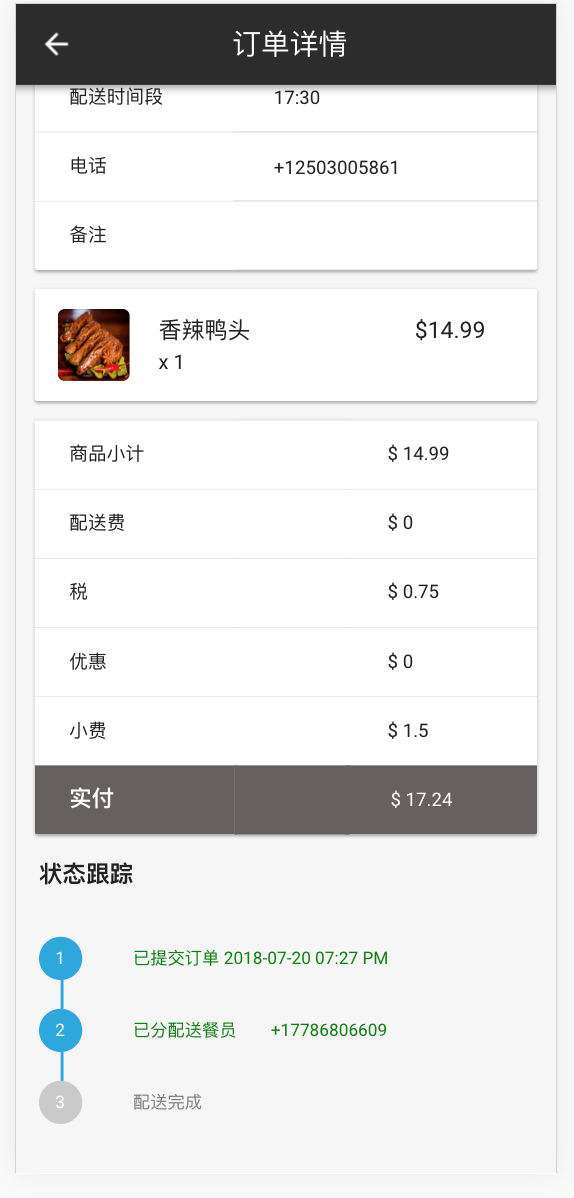 订单详情
配送时间段 17:30
电话 +12503005861
备注
香辣鸭头 $14.99
x 1
商品小计 $ 14.99
配送费 $ 0
税 $ 0.75
优惠 $ 0
小费 $ 1.5
实付 $ 17.24
状态跟踪
1 已提交订单 2018-07-20 07:27 PM
2 已分配送餐员 +17786806609
3 配送完成